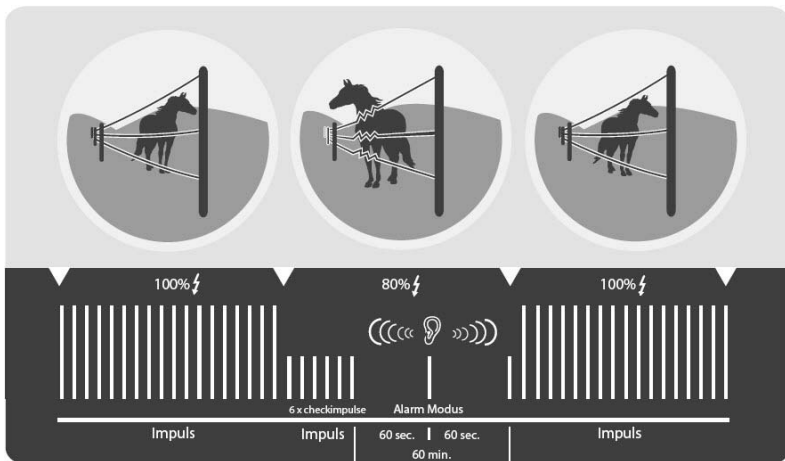 100%
80%
100%
6 x checkimpulse
Alarm Modus
Impuls
Impuls
60 sec.
60 sec.
Impuls
60 min.